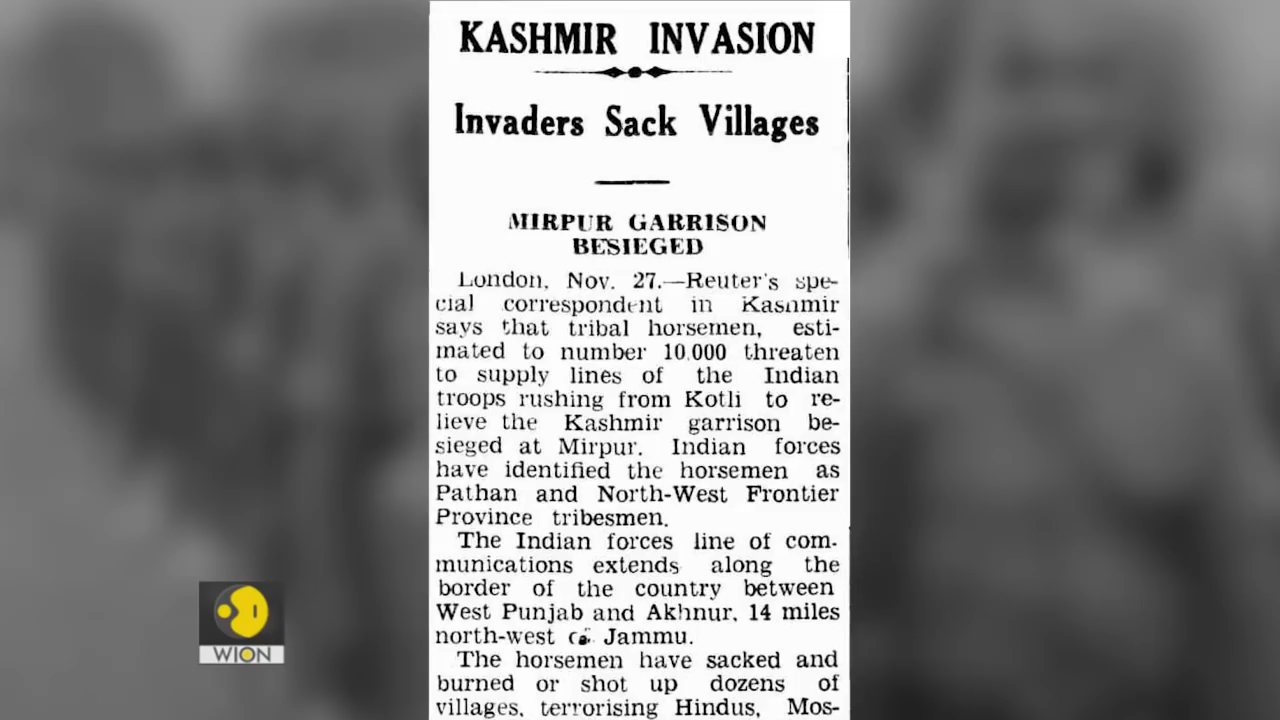 KASHMIR INVASION
Invaders Sack Villages
MIRPUR GARRISON
BESIEGED
London, Nov. 27.—Reuter's spe-
cial correspondent in Kashmir
says that tribal horsemen, esti-
mated to number 10,000 threaten
to supply lines of the Indian
troops rushing from Kotli to re-
lieve the Kashmir garrison be-
sieged at Mirpur. Indian forces
have identified the horsemen as
Pathan and North-West Frontier
Province tribesmen.
The Indian forces line of com-
munications extends along the
border of the country between
West Punjab and Akhnur, 14 miles
north-west Jammu.
The horsemen have sacked and
burned or shot up dozens of
villages, terrorising Hindus, Mos-
WION